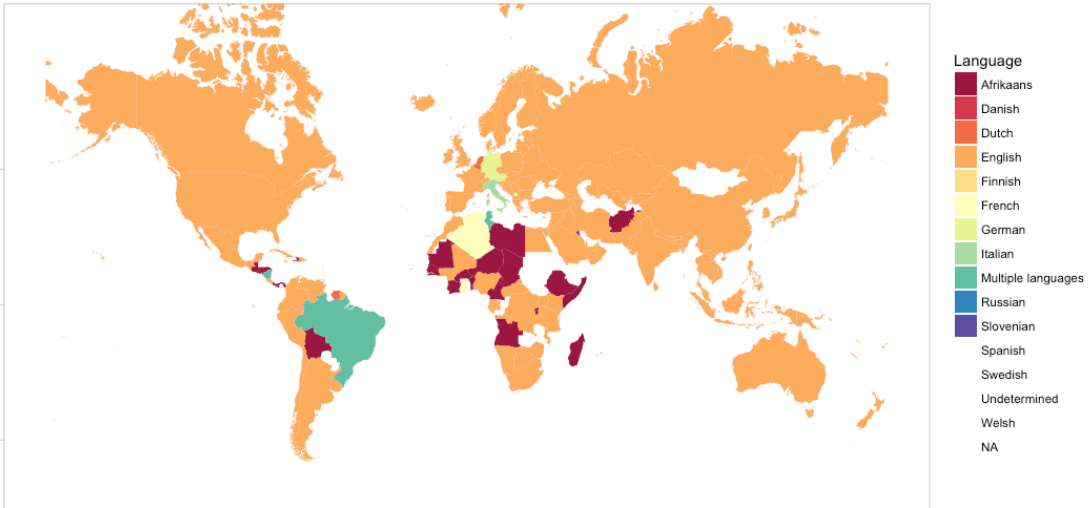 Language
Afrikaans
Danish
Dutch
English
Finnish
French
German
Italian
Multiple languages
Russian
Slovenian
Spanish
Swedish
Undetermined
Welsh
NA